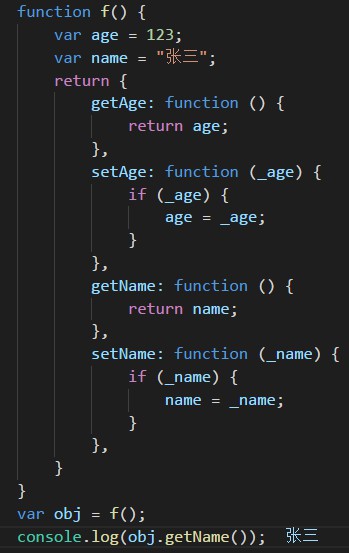 function f() {
    var age = 123;
    var name = "张三";
    return {
        getAge: function () {
            return age;
        },
        setAge: function (_age) {
            if (_age) {
                age = _age;
            }
        },
        getName: function () {
            return name;
        },
        setName: function (_name) {
            if (_name) {
                name = _name;
            }
        },
    }
}
var obj = f();
console.log(obj.getName());  张三